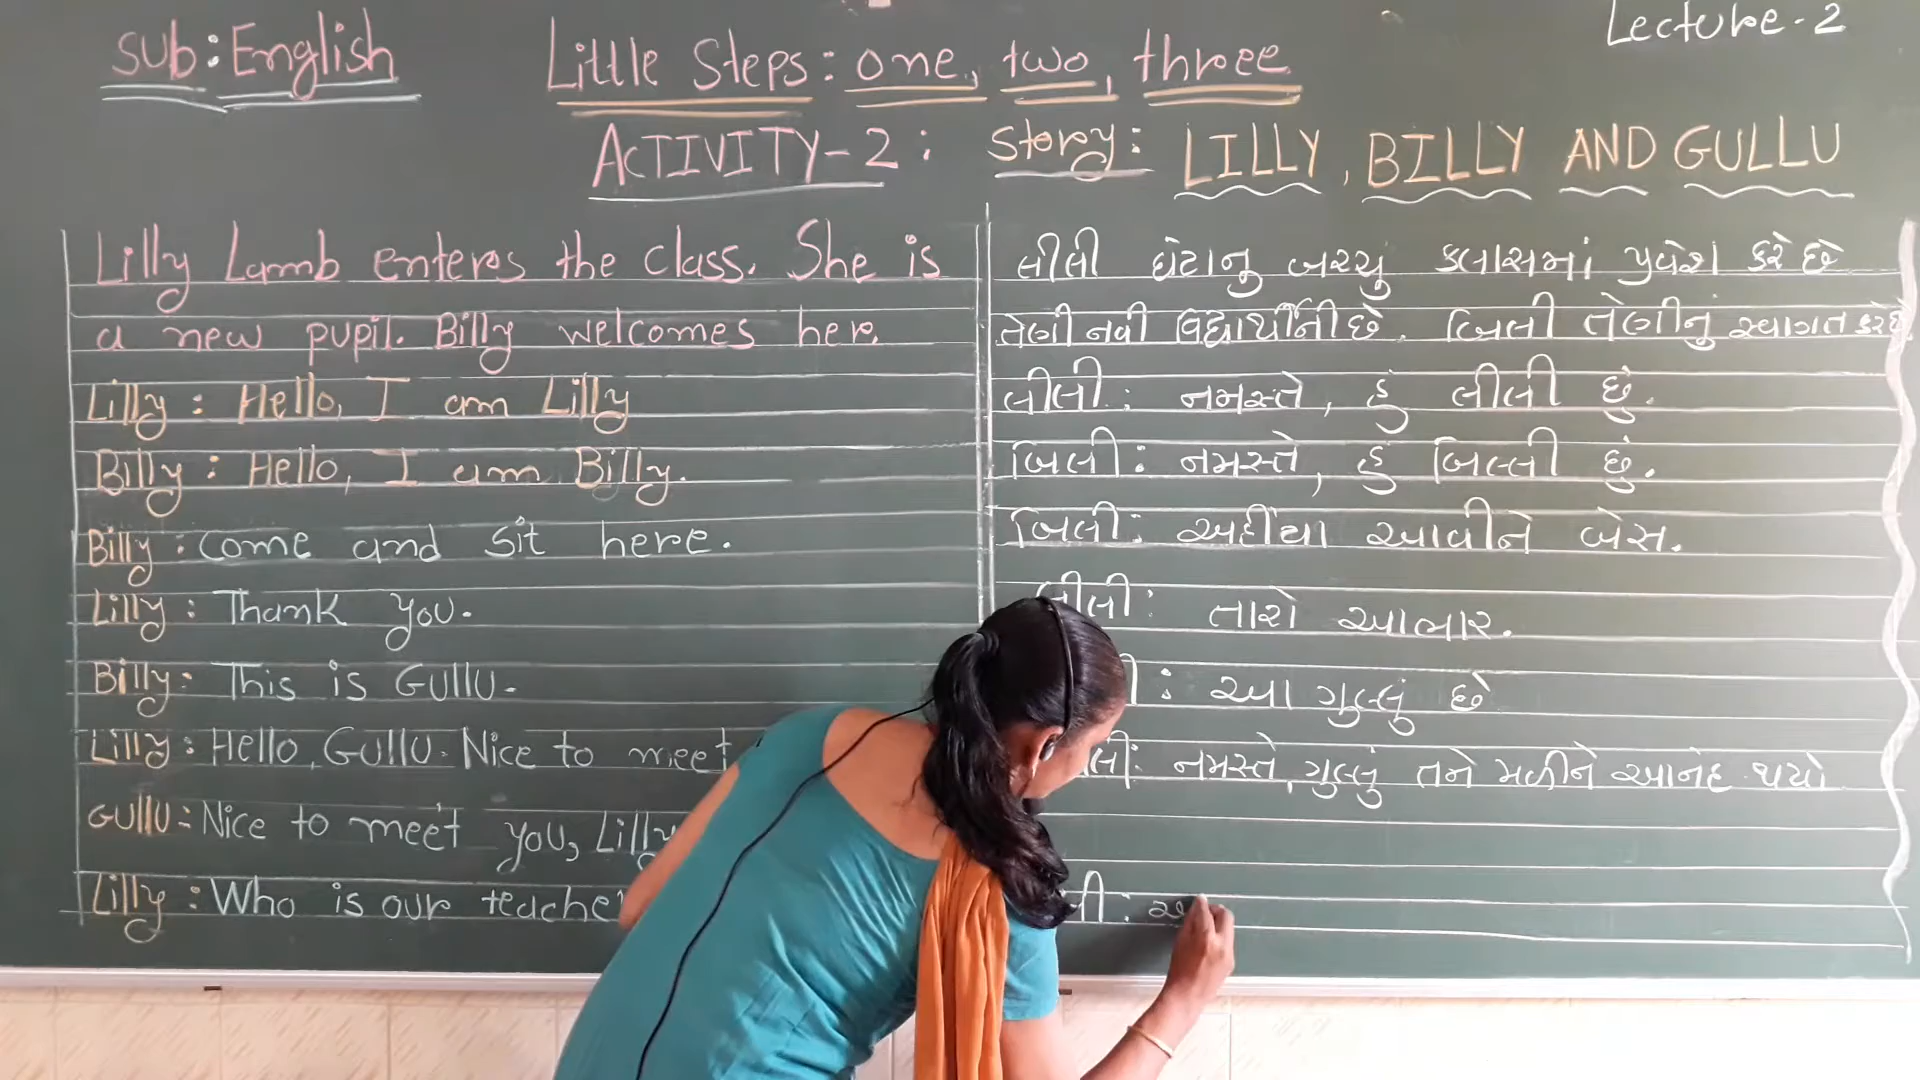 Lecture-2
Sub: English
Little Steps: one, two, three
ACTIVITY-2: Story: LILLY, BILLY AND GULLU
Lilly Lamb enters the class. She is
a new pupil. Billy welcomes her.
Lilly: Hello, I am Lilly
Billy: Hello, I am Billy.
Billy: Come and sit here.
Lilly: Thank you.
Billy: This is Gullu.
Lilly: Hello, Gullu. Nice to meet
Gullu: Nice to meet you, Lilly
Lilly: Who is our
લીલી ઘેટાનુ બચ્ચુ કલાસમાં પ્રવેશ કરે છે
તેણી નવી વિદ્યાર્થીની છે. બિલી તેણીનું સ્વાગત કરે છે
લીલી: નમસ્તે, હું લીલી છું.
બિલી: નમસ્તે, હું બિલ્લી છું.
બિલી: અહીંયા આવીને બેસ.
લીલી: તારો આભાર.
આ ગુલ્લું છે
નમસ્તે, ગુલ્લું તને મળીને આનંદ થયો